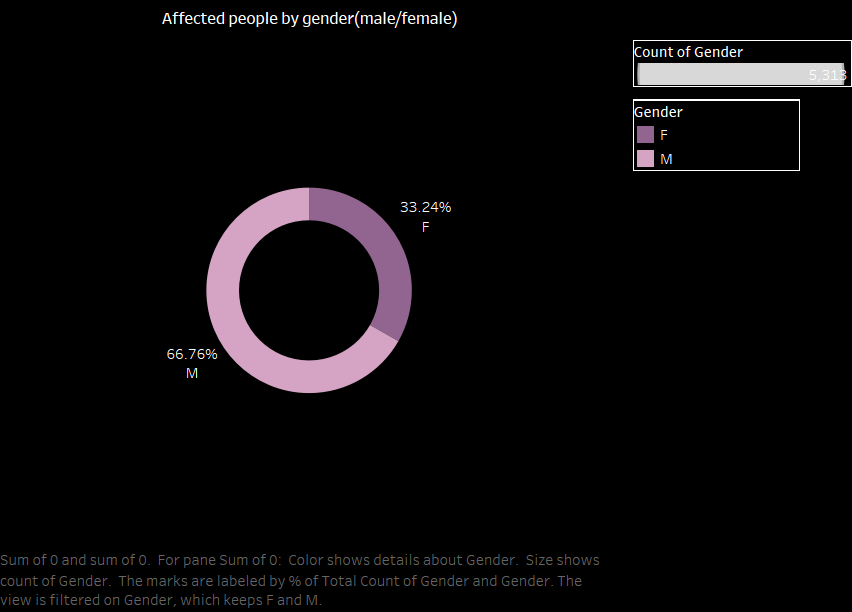 Affected people by gender(male/female)
Count of Gender
5,313
Gender
F
M
33.24%
F
66.76%
M
Sum of 0 and sum of 0.  For pane Sum of 0:  Color shows details about Gender.  Size shows
count of Gender.  The marks are labeled by % of Total Count of Gender and Gender. The
view is filtered on Gender, which keeps F and M.